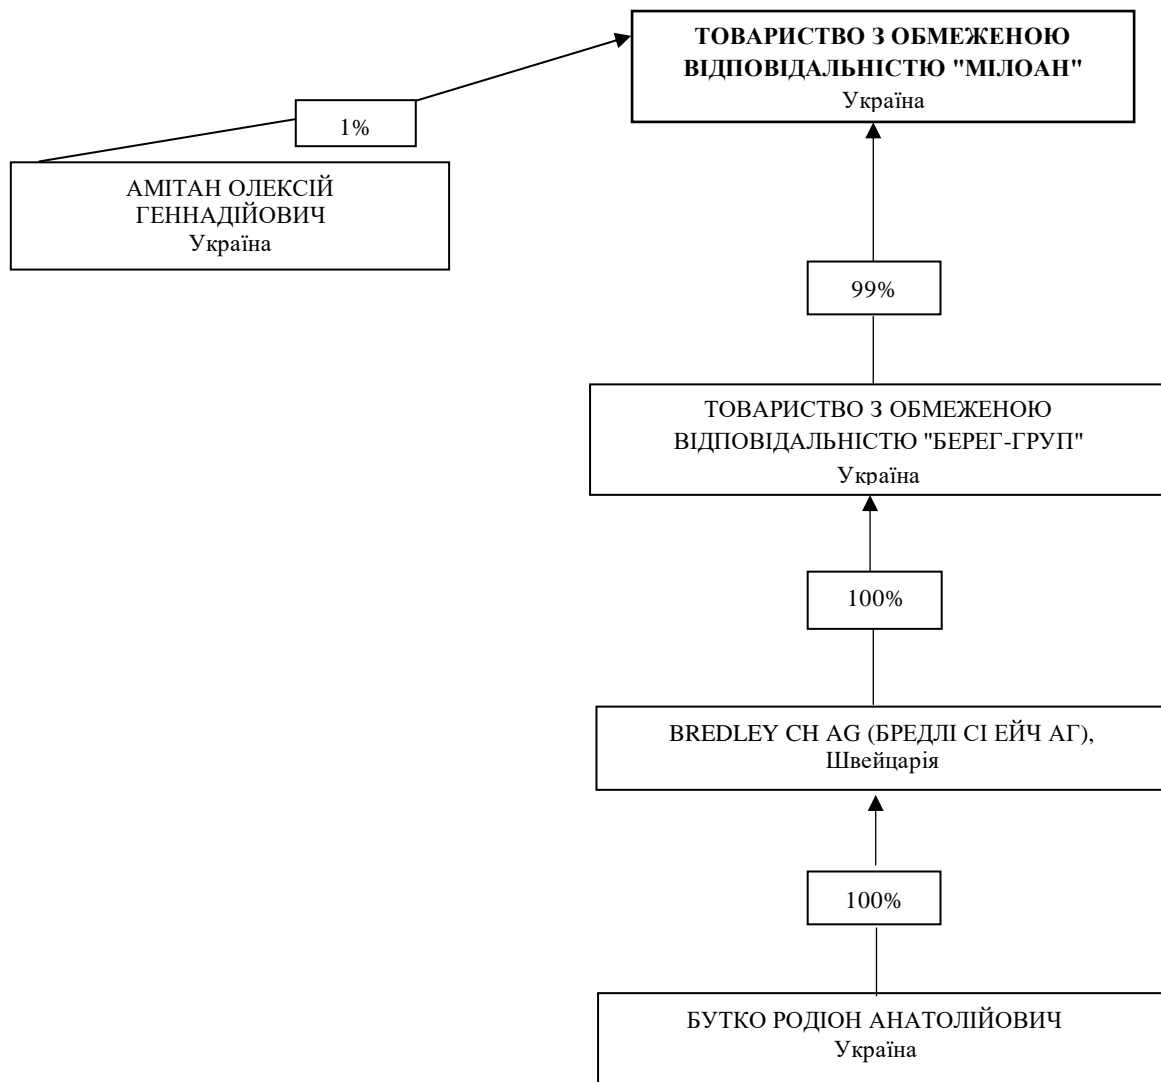 ТОВАРИСТВО З ОБМЕЖЕНОЮ
ВІДПОВІДАЛЬНІСТЮ "МІЛОАН"
Україна
1%
АМІТАН ОЛЕКСІЙ
ГЕННАДІЙОВИЧ
Україна
99%
ТОВАРИСТВО З ОБМЕЖЕНОЮ
ВІДПОВІДАЛЬНІСТЮ "БЕРЕГ-ГРУП"
Україна
100%
BREDLEY CH AG (БРЕДЛІ СІ ЕЙЧ АГ),
Швейцарія
100%
БУТКО РОДІОН АНАТОЛІЙОВИЧ
Україна